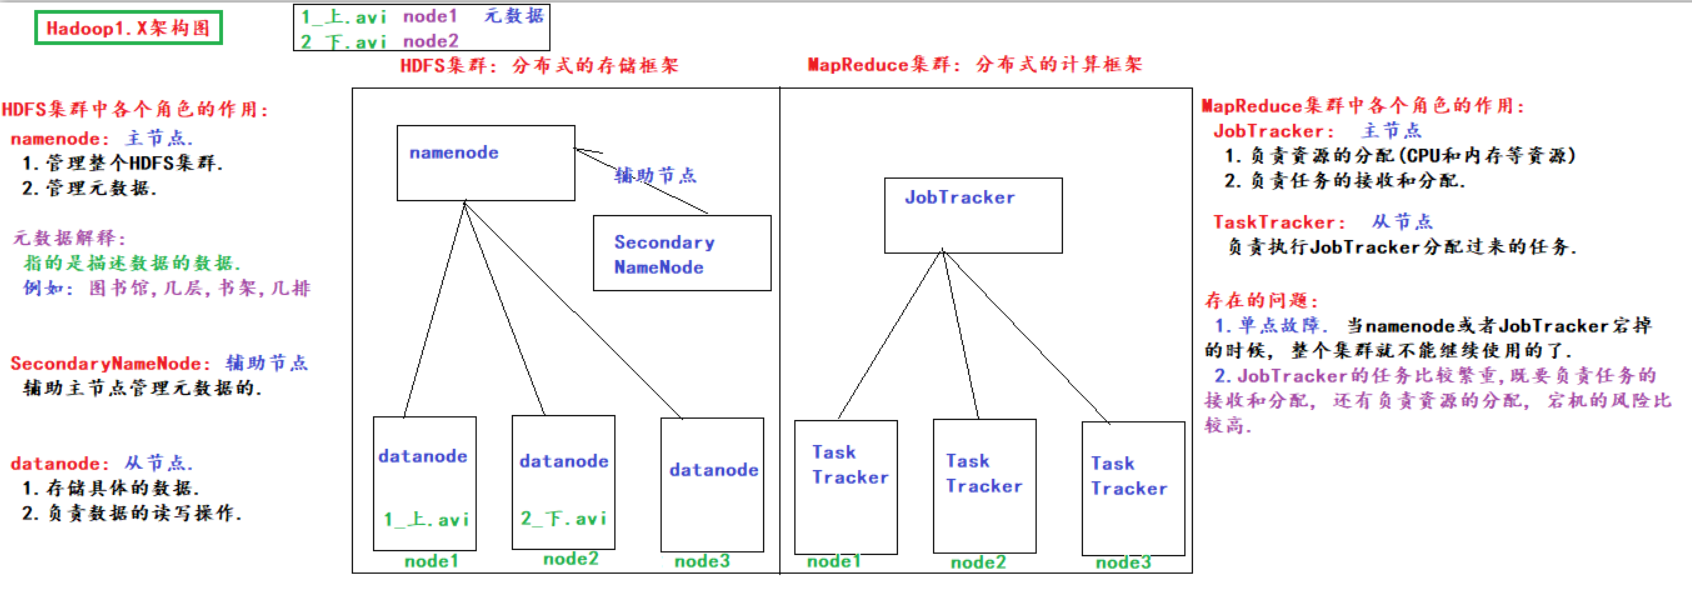 Hadoop1.X架构图
1_上.avi node1 元数据
2_下.avi node2
HDFS集群: 分布式的存储框架
MapReduce集群: 分布式的计算框架
HDFS集群中各个角色的作用:
namenode: 主节点.
1.管理整个HDFS集群.
2.管理元数据.
元数据解释:
指的是描述数据的数据.
例如: 图书馆,几层,书架,几排
SecondaryNameNode: 辅助节点
辅助主节点管理元数据的.
datanode: 从节点.
1.存储具体的数据.
2.负责数据的读写操作.
namenode
辅助节点
Secondary
NameNode
datanode
1_上.avi
node1
datanode
2_下.avi
node2
datanode
node3
JobTracker
Task
Tracker
node1
Task
Tracker
node2
Task
Tracker
node3
MapReduce集群中各个角色的作用:
JobTracker: 主节点
1.负责资源的分配(CPU和内存等资源)
2.负责任务的接收和分配.
TaskTracker: 从节点
负责执行JobTracker分配过来的任务.
存在的问题:
1.单点故障. 当namenode或者JobTracker宕掉
的时候, 整个集群就不能继续使用的了.
2.JobTracker的任务比较繁重,既要负责任务的
接收和分配, 还有负责资源的分配, 宕机的风险比
较高.